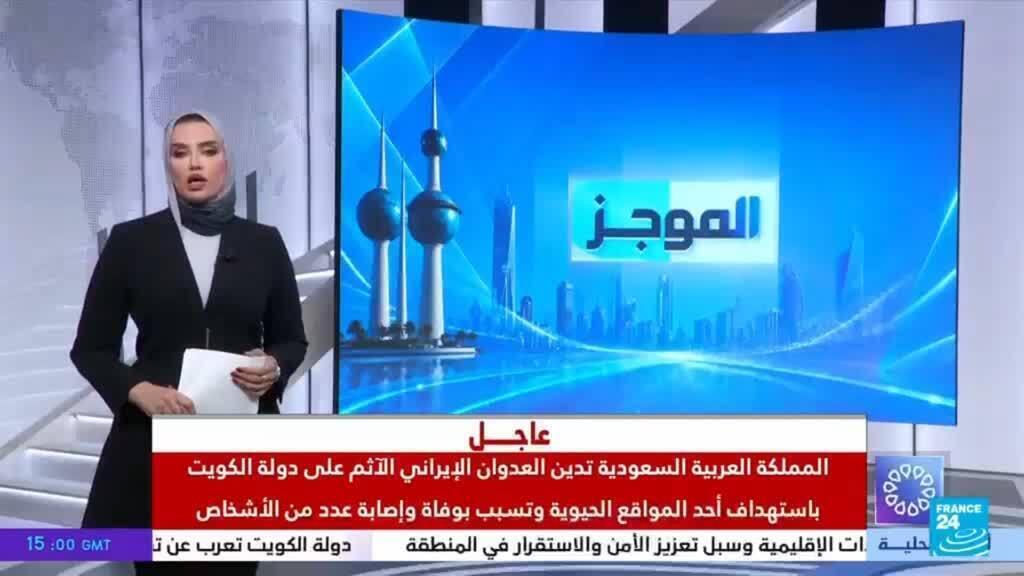 الموجز
عاجل
المملكة العربية السعودية تدين العدوان الإيراني الآثم على دولة الكويت
باستهداف أحد المواقع الحيوية وتسبب بوفاة وإصابة عدد من الأشخاص
FRANCE
24
المنطقة في والاستقرار الأمن تعزيز وسبل الإقليمية
دولة الكويت تعرب عن
15:00 GMT